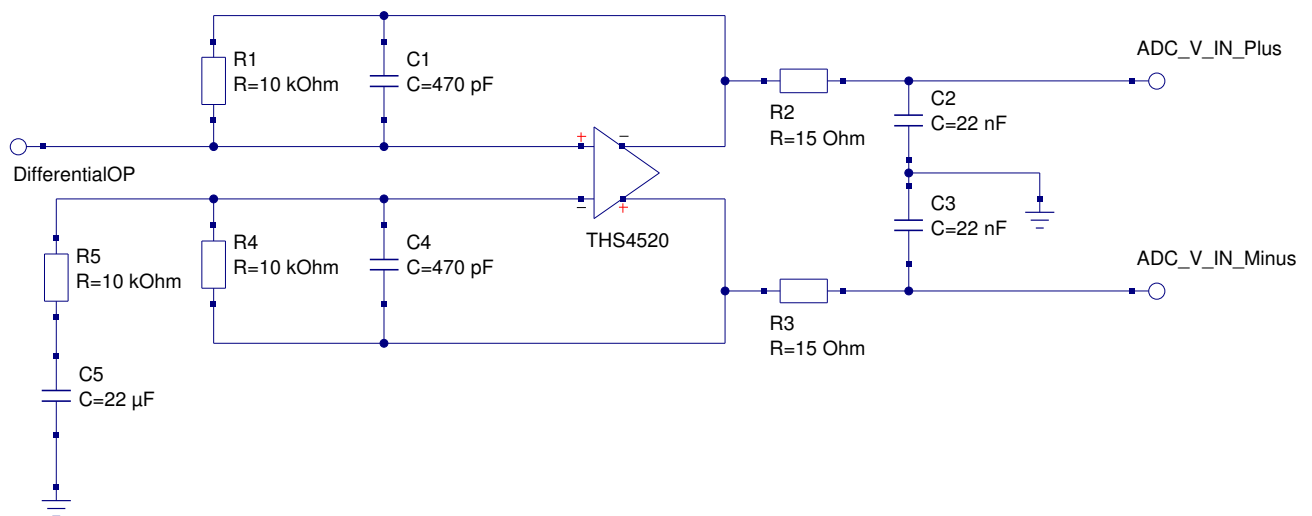 R1
R=10 kOhm
C1
C=470 pF
ADC_V_IN_Plus
R2
R=15 Ohm
C2
C=22 nF
+
−
DifferentialOP
−
+
THS4520
R4
R=10 kOhm
C4
C=470 pF
C3
C=22 nF
R5
R=10 kOhm
ADC_V_IN_Minus
R3
R=15 Ohm
C5
C=22 µF